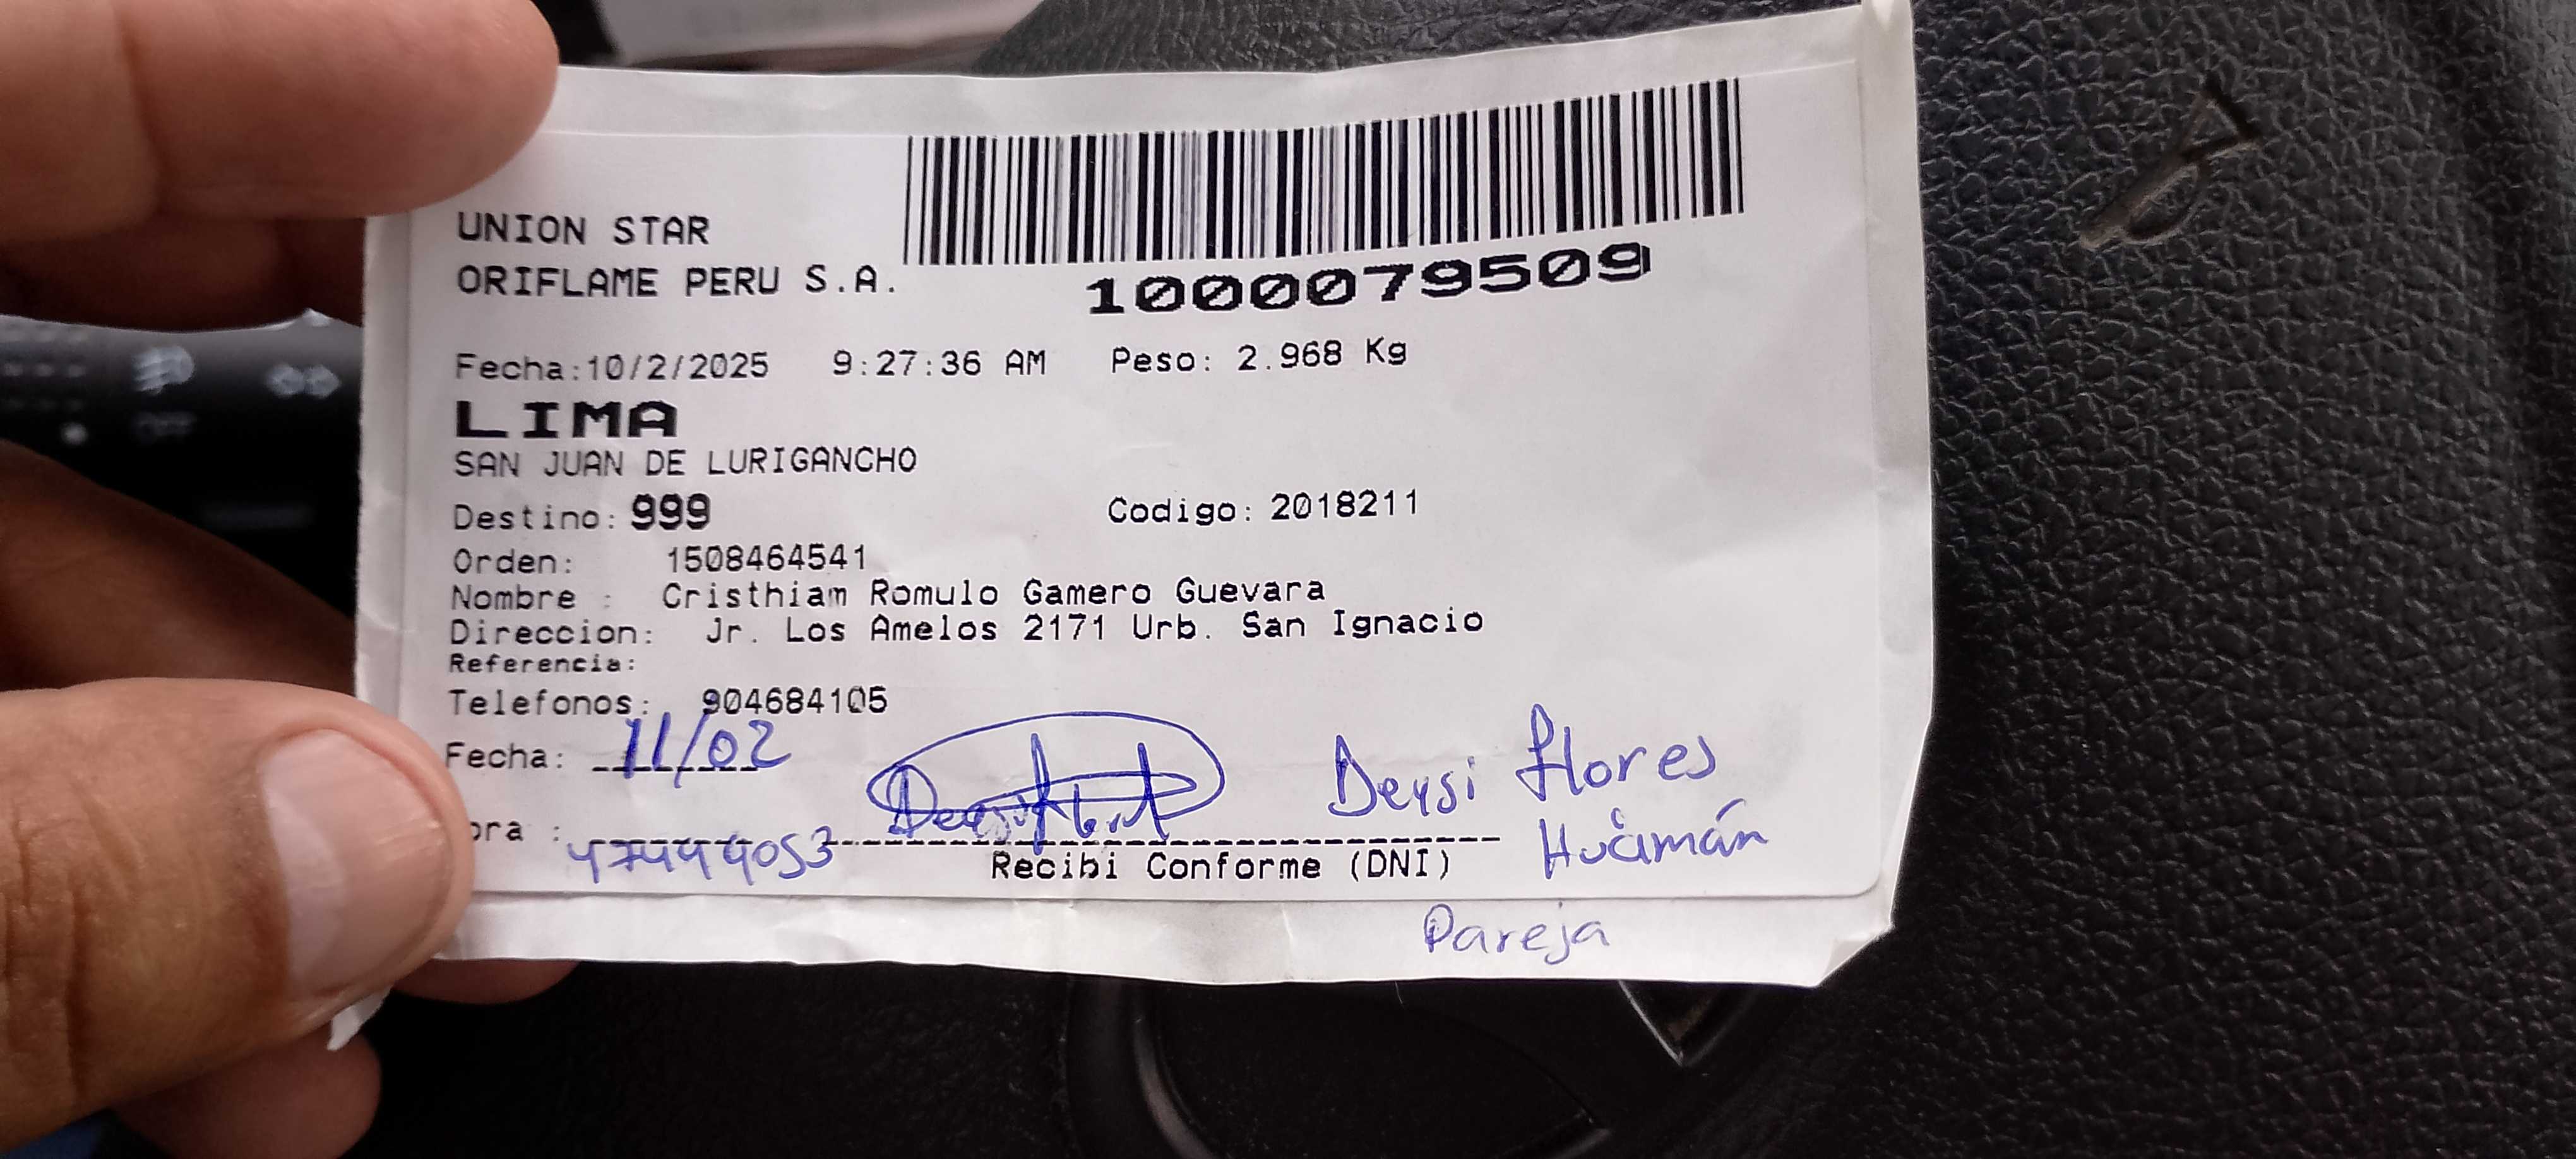 UNION STAR
ORIFLAME PERU S.A.
1000079509
Fecha:10/2/2025 9:27:36 AM Peso: 2.968 Kg
LIMA
SAN JUAN DE LURIGANCHO
Destino: 999 Codigo: 2018211
Orden: 1508464541
Nombre : Cristhiam Romulo Gamero Guevara
Direccion: Jr. Los Amelos 2171 Urb. San Ignacio
Referencia:
Telefonos: 904684105
Fecha: 11/02
Deysi Flores
Huamán
ora : 47449053
Recibi Conforme (DNI)
Pareja